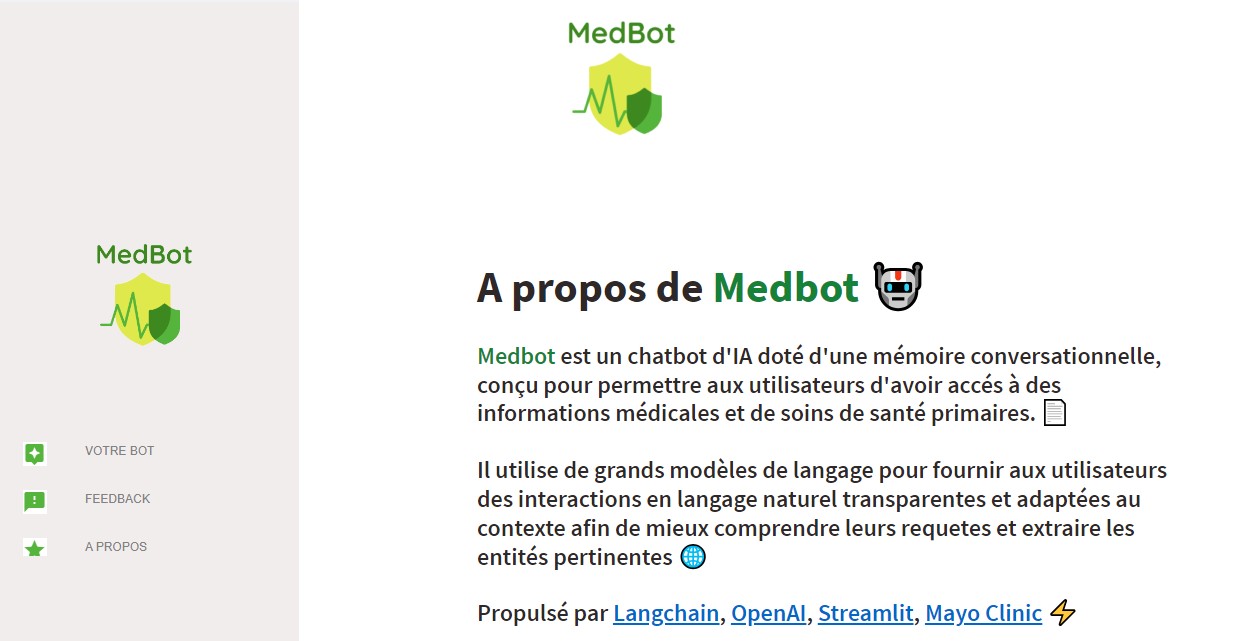 MedBot
MedBot
VOTRE BOT
FEEDBACK
A PROPOS
A propos de Medbot
Medbot est un chatbot d'IA doté d'une mémoire conversationnelle,
conçu pour permettre aux utilisateurs d'avoir accés à des
informations médicales et de soins de santé primaires.
Il utilise de grands modèles de langage pour fournir aux utilisateurs
des interactions en langage naturel transparentes et adaptées au
contexte afin de mieux comprendre leurs requetes et extraire les
entités pertinentes
Propulsé par Langchain, OpenAI, Streamlit, Mayo Clinic